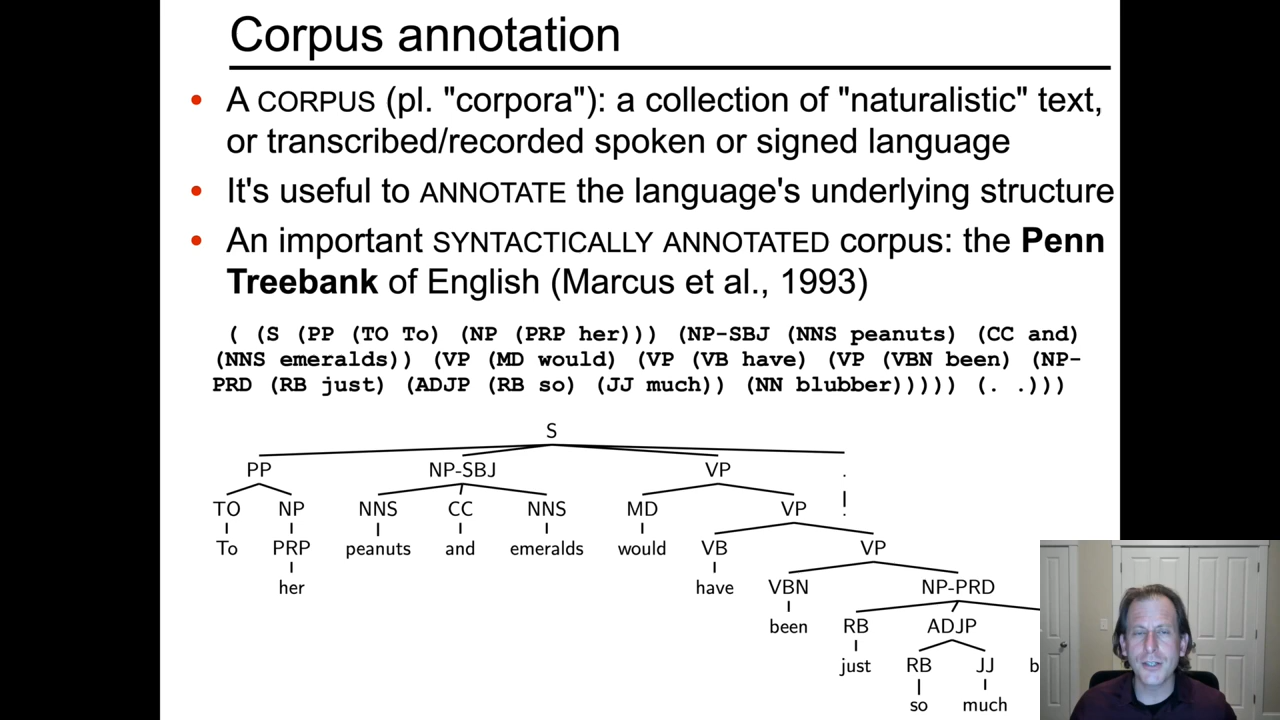 Corpus annotation
• A CORPUS (pl. "corpora"): a collection of "naturalistic" text,
or transcribed/recorded spoken or signed language
• It's useful to ANNOTATE the language's underlying structure
• An important SYNTACTICALLY ANNOTATED corpus: the Penn
Treebank of English (Marcus et al., 1993)
( (S (PP (TO To) (NP (PRP her))) (NP-SBJ (NNS peanuts) (CC and)
(NNS emeralds)) (VP (MD would) (VP (VB have) (VP (VBN been) (NP-
PRD (RB just) (ADJP (RB so) (JJ much)) (NN blubber))))) (. .)))
S
PP NP-SBJ VP .
TO NP NNS CC NNS MD VP .
To PRP peanuts and emeralds would VB VP
her have VBN NP-PRD
been RB ADJP
just RB JJ b
so much